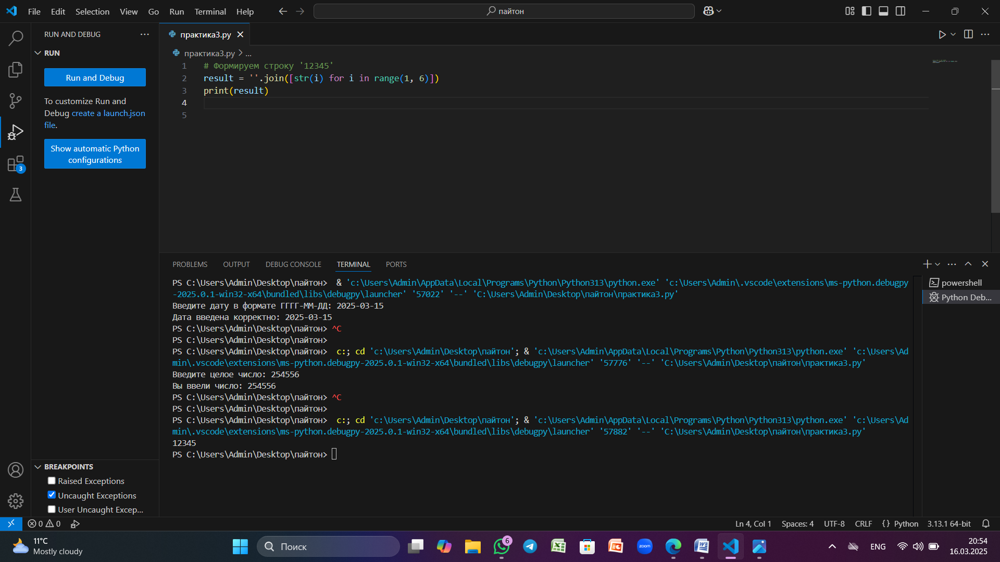 File Edit Selection View Go Run Terminal Help
пайтон
RUN AND DEBUG
RUN
Run and Debug
To customize Run and
Debug create a launch.json
file.
Show automatic Python
configurations
3
практика3.py
практика3.py > ...
1 # Формируем строку '12345'
2 result = ''.join([str(i) for i in range(1, 6)])
3 print(result)
4
5
PROBLEMS OUTPUT DEBUG CONSOLE TERMINAL PORTS
PS C:\Users\Admin\Desktop\пайтон>  & 'c:\Users\Admin\AppData\Local\Programs\Python\Python313\python.exe' 'c:\Users\Admin\.vscode\extensions\ms-python.debugpy
-2025.0.1-win32-x64\bundled\libs\debugpy\launcher' '57022' '--' 'C:\Users\Admin\Desktop\пайтон\практика3.py'
Введите дату в формате ГГГГ-ММ-ДД: 2025-03-15
Дата введена корректно: 2025-03-15
PS C:\Users\Admin\Desktop\пайтон> ^C
PS C:\Users\Admin\Desktop\пайтон>
PS C:\Users\Admin\Desktop\пайтон>  c:; cd 'c:\Users\Admin\Desktop\пайтон'; & 'c:\Users\Admin\AppData\Local\Programs\Python\Python313\python.exe' 'c:\Users\Ad
min\.vscode\extensions\ms-python.debugpy-2025.0.1-win32-x64\bundled\libs\debugpy\launcher' '57776' '--' 'C:\Users\Admin\Desktop\пайтон\практика3.py'
Введите целое число: 254556
Вы ввели число: 254556
PS C:\Users\Admin\Desktop\пайтон> ^C
PS C:\Users\Admin\Desktop\пайтон>
PS C:\Users\Admin\Desktop\пайтон>  c:; cd 'c:\Users\Admin\Desktop\пайтон'; & 'c:\Users\Admin\AppData\Local\Programs\Python\Python313\python.exe' 'c:\Users\Ad
min\.vscode\extensions\ms-python.debugpy-2025.0.1-win32-x64\bundled\libs\debugpy\launcher' '57882' '--' 'C:\Users\Admin\Desktop\пайтон\практика3.py'
12345
PS C:\Users\Admin\Desktop\пайтон>
powershell
Python Deb...
BREAKPOINTS
Raised Exceptions
Uncaught Exceptions
User Uncaught Excep...
0 0
Ln 4, Col 1 Spaces: 4 UTF-8 CRLF {} Python 3.13.1 64-bit
11°C
Mostly cloudy
Поиск
6
zoom
ENG
20:54
16.03.2025